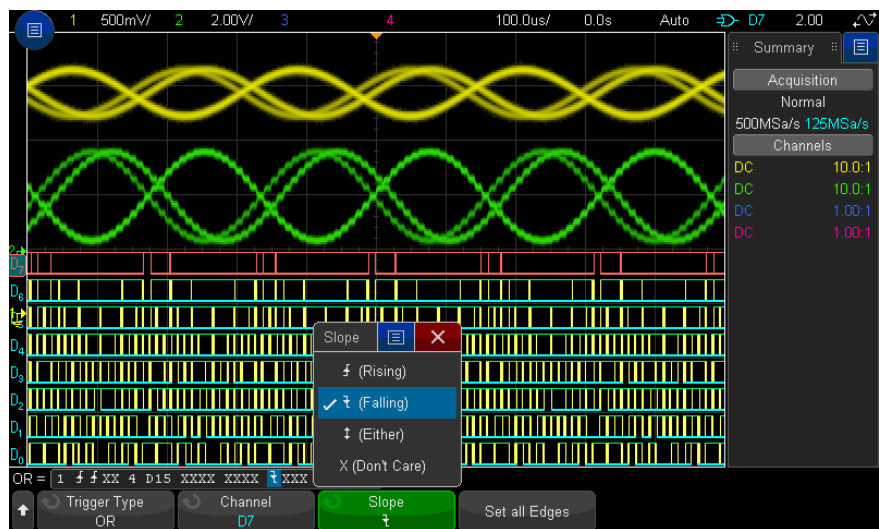 1 500mV/ 2 2.00V/ 3 4 100.0us/ 0.0s Auto D7 2.00
Summary
Acquisition
Normal
500MSa/s 125MSa/s
Channels
DC 10.0:1
DC 10.0:1
DC 1.00:1
DC 1.00:1
2
D7
D6
D4
D3
D2
D1
D0
Slope
(Rising)
(Falling)
(Either)
X (Don't Care)
OR = 1 XX 4 D15 XXXX XXXX XXX
Trigger Type
OR
Channel
D7
Slope
Set all Edges